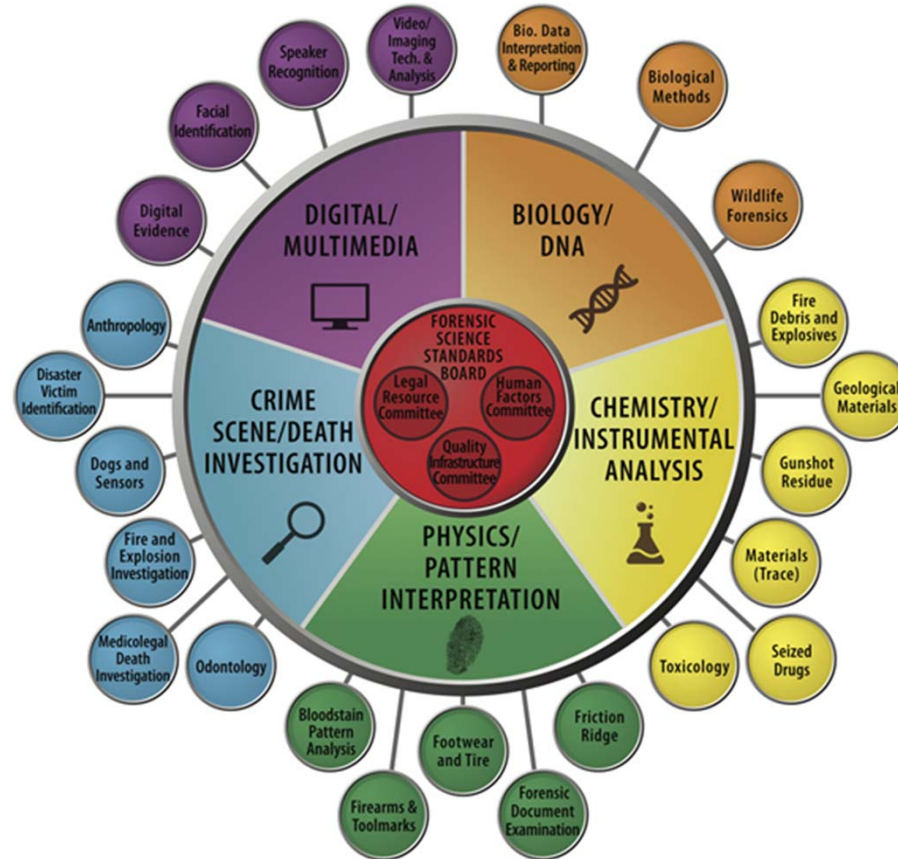 Video/
Imaging
Tech. &
Analysis
Bio. Data
Interpretation
& Reporting
Speaker
Recognition
Biological
Methods
Facial
Identification
Wildlife
Forensics
Digital
Evidence
DIGITAL/
MULTIMEDIA
BIOLOGY/
DNA
Anthropology
Fire
Debris and
Explosives
FORENSIC
SCIENCE
STANDARDS
BOARD
Legal
Resource
Committee
Human
Factors
Committee
Quality
Infrastructure
Committee
Disaster
Victim
Identification
CRIME
SCENE/DEATH
INVESTIGATION
CHEMISTRY/
INSTRUMENTAL
ANALYSIS
Geological
Materials
Dogs and
Sensors
Gunshot
Residue
Fire and
Explosion
Investigation
PHYSICS/
PATTERN
INTERPRETATION
Materials
(Trace)
Medicolegal
Death
Investigation
Odontology
Toxicology
Seized
Drugs
Bloodstain
Pattern
Analysis
Footwear
and Tire
Friction
Ridge
Firearms &
Toolmarks
Forensic
Document
Examination